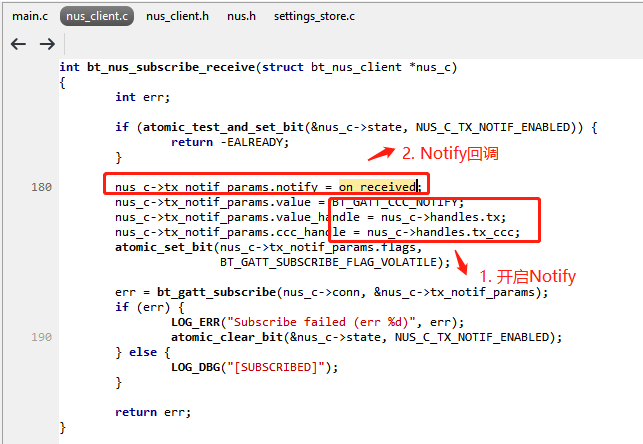 main.c nus_client.c nus_client.h nus.h settings_store.c
int bt_nus_subscribe_receive(struct bt_nus_client *nus_c)
{
int err;
if (atomic_test_and_set_bit(&nus_c->state, NUS_C_TX_NOTIF_ENABLED)) {
return -EALREADY;
}
2. Notify回调
180 nus_c->tx_notif_params.notify = on_received;
nus_c->tx_notif_params.value = BT_GATT_CCC_NOTIFY;
nus_c->tx_notif_params.value_handle = nus_c->handles.tx;
nus_c->tx_notif_params.ccc_handle = nus_c->handles.tx_ccc;
atomic_set_bit(nus_c->tx_notif_params.flags,
BT_GATT_SUBSCRIBE_FLAG_VOLATILE);
1. 开启Notify
err = bt_gatt_subscribe(nus_c->conn, &nus_c->tx_notif_params);
if (err) {
LOG_ERR("Subscribe failed (err %d)", err);
190 atomic_clear_bit(&nus_c->state, NUS_C_TX_NOTIF_ENABLED);
} else {
LOG_DBG("[SUBSCRIBED]");
}
return err;
}